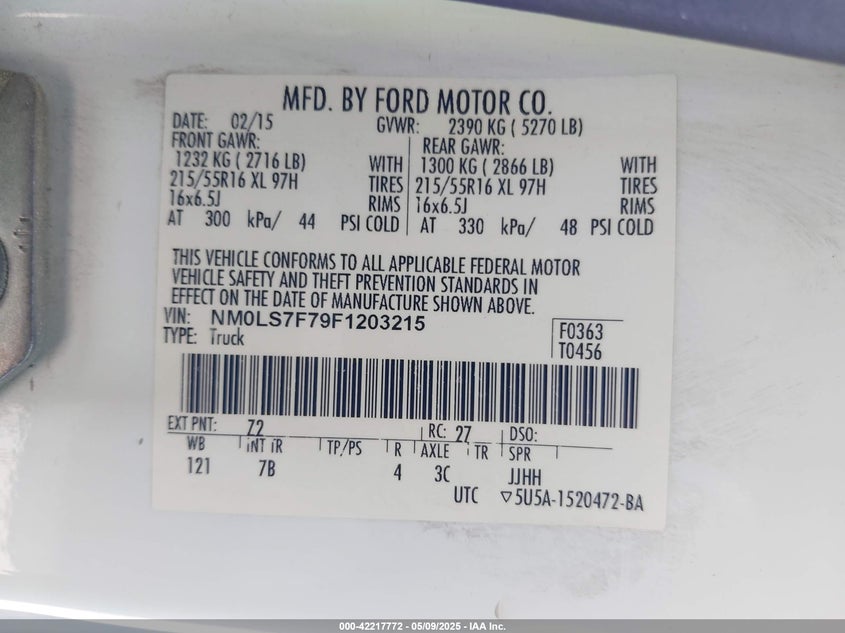 MFD. BY FORD MOTOR CO.
DATE: 02/15 GVWR: 2390 KG ( 5270 LB)
FRONT GAWR: REAR GAWR:
1232 KG ( 2716 LB) WITH 1300 KG ( 2866 LB) WITH
215/55R16 XL 97H TIRES 215/55R16 XL 97H TIRES
16x6.5J RIMS 16x6.5J RIMS
AT 300 kPa/ 44 PSI COLD AT 330 kPa/ 48 PSI COLD
THIS VEHICLE CONFORMS TO ALL APPLICABLE FEDERAL MOTOR
VEHICLE SAFETY AND THEFT PREVENTION STANDARDS IN
EFFECT ON THE DATE OF MANUFACTURE SHOWN ABOVE.
VIN: NM0LS7F79F1203215 F0363
TYPE: Truck T0456
EXT PNT: Z2 RC: 27 DSO:
WB INT TR TP/PS R AXLE TR SPR
121 7B 4 3C JJHH
UTC ▽5U5A-1520472-BA
000-42217772 - 05/09/2025 - IAA Inc.